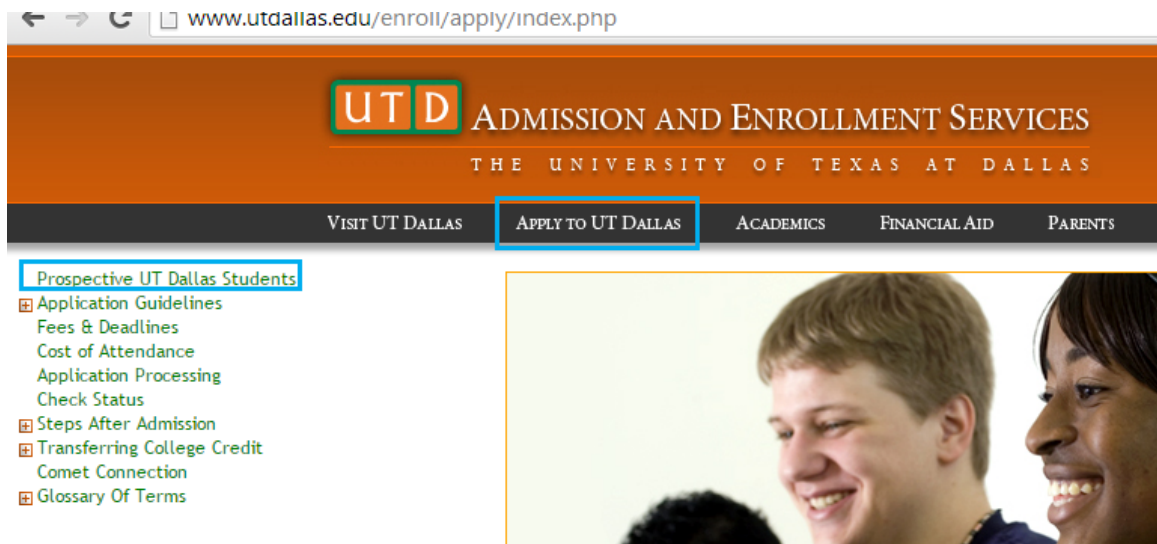 www.utdallas.edu/enroll/apply/index.php
UTD ADMISSION AND ENROLLMENT SERVICES
THE UNIVERSITY OF TEXAS AT DALLAS
VISIT UT DALLAS APPLY TO UT DALLAS ACADEMICS FINANCIAL AID PARENTS
Prospective UT Dallas Students
Application Guidelines
Fees & Deadlines
Cost of Attendance
Application Processing
Check Status
Steps After Admission
Transferring College Credit
Comet Connection
Glossary Of Terms